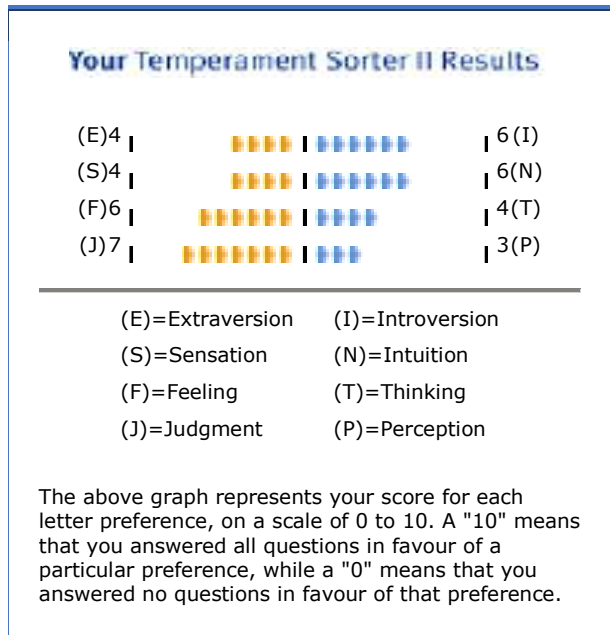 Your Temperament Sorter II Results
(E)4 6(I)
(S)4 6(N)
(F)6 4(T)
(J)7 3(P)
(E)=Extraversion (I)=Introversion
(S)=Sensation (N)=Intuition
(F)=Feeling (T)=Thinking
(J)=Judgment (P)=Perception
The above graph represents your score for each
letter preference, on a scale of 0 to 10. A "10" means
that you answered all questions in favour of a
particular preference, while a "0" means that you
answered no questions in favour of that preference.